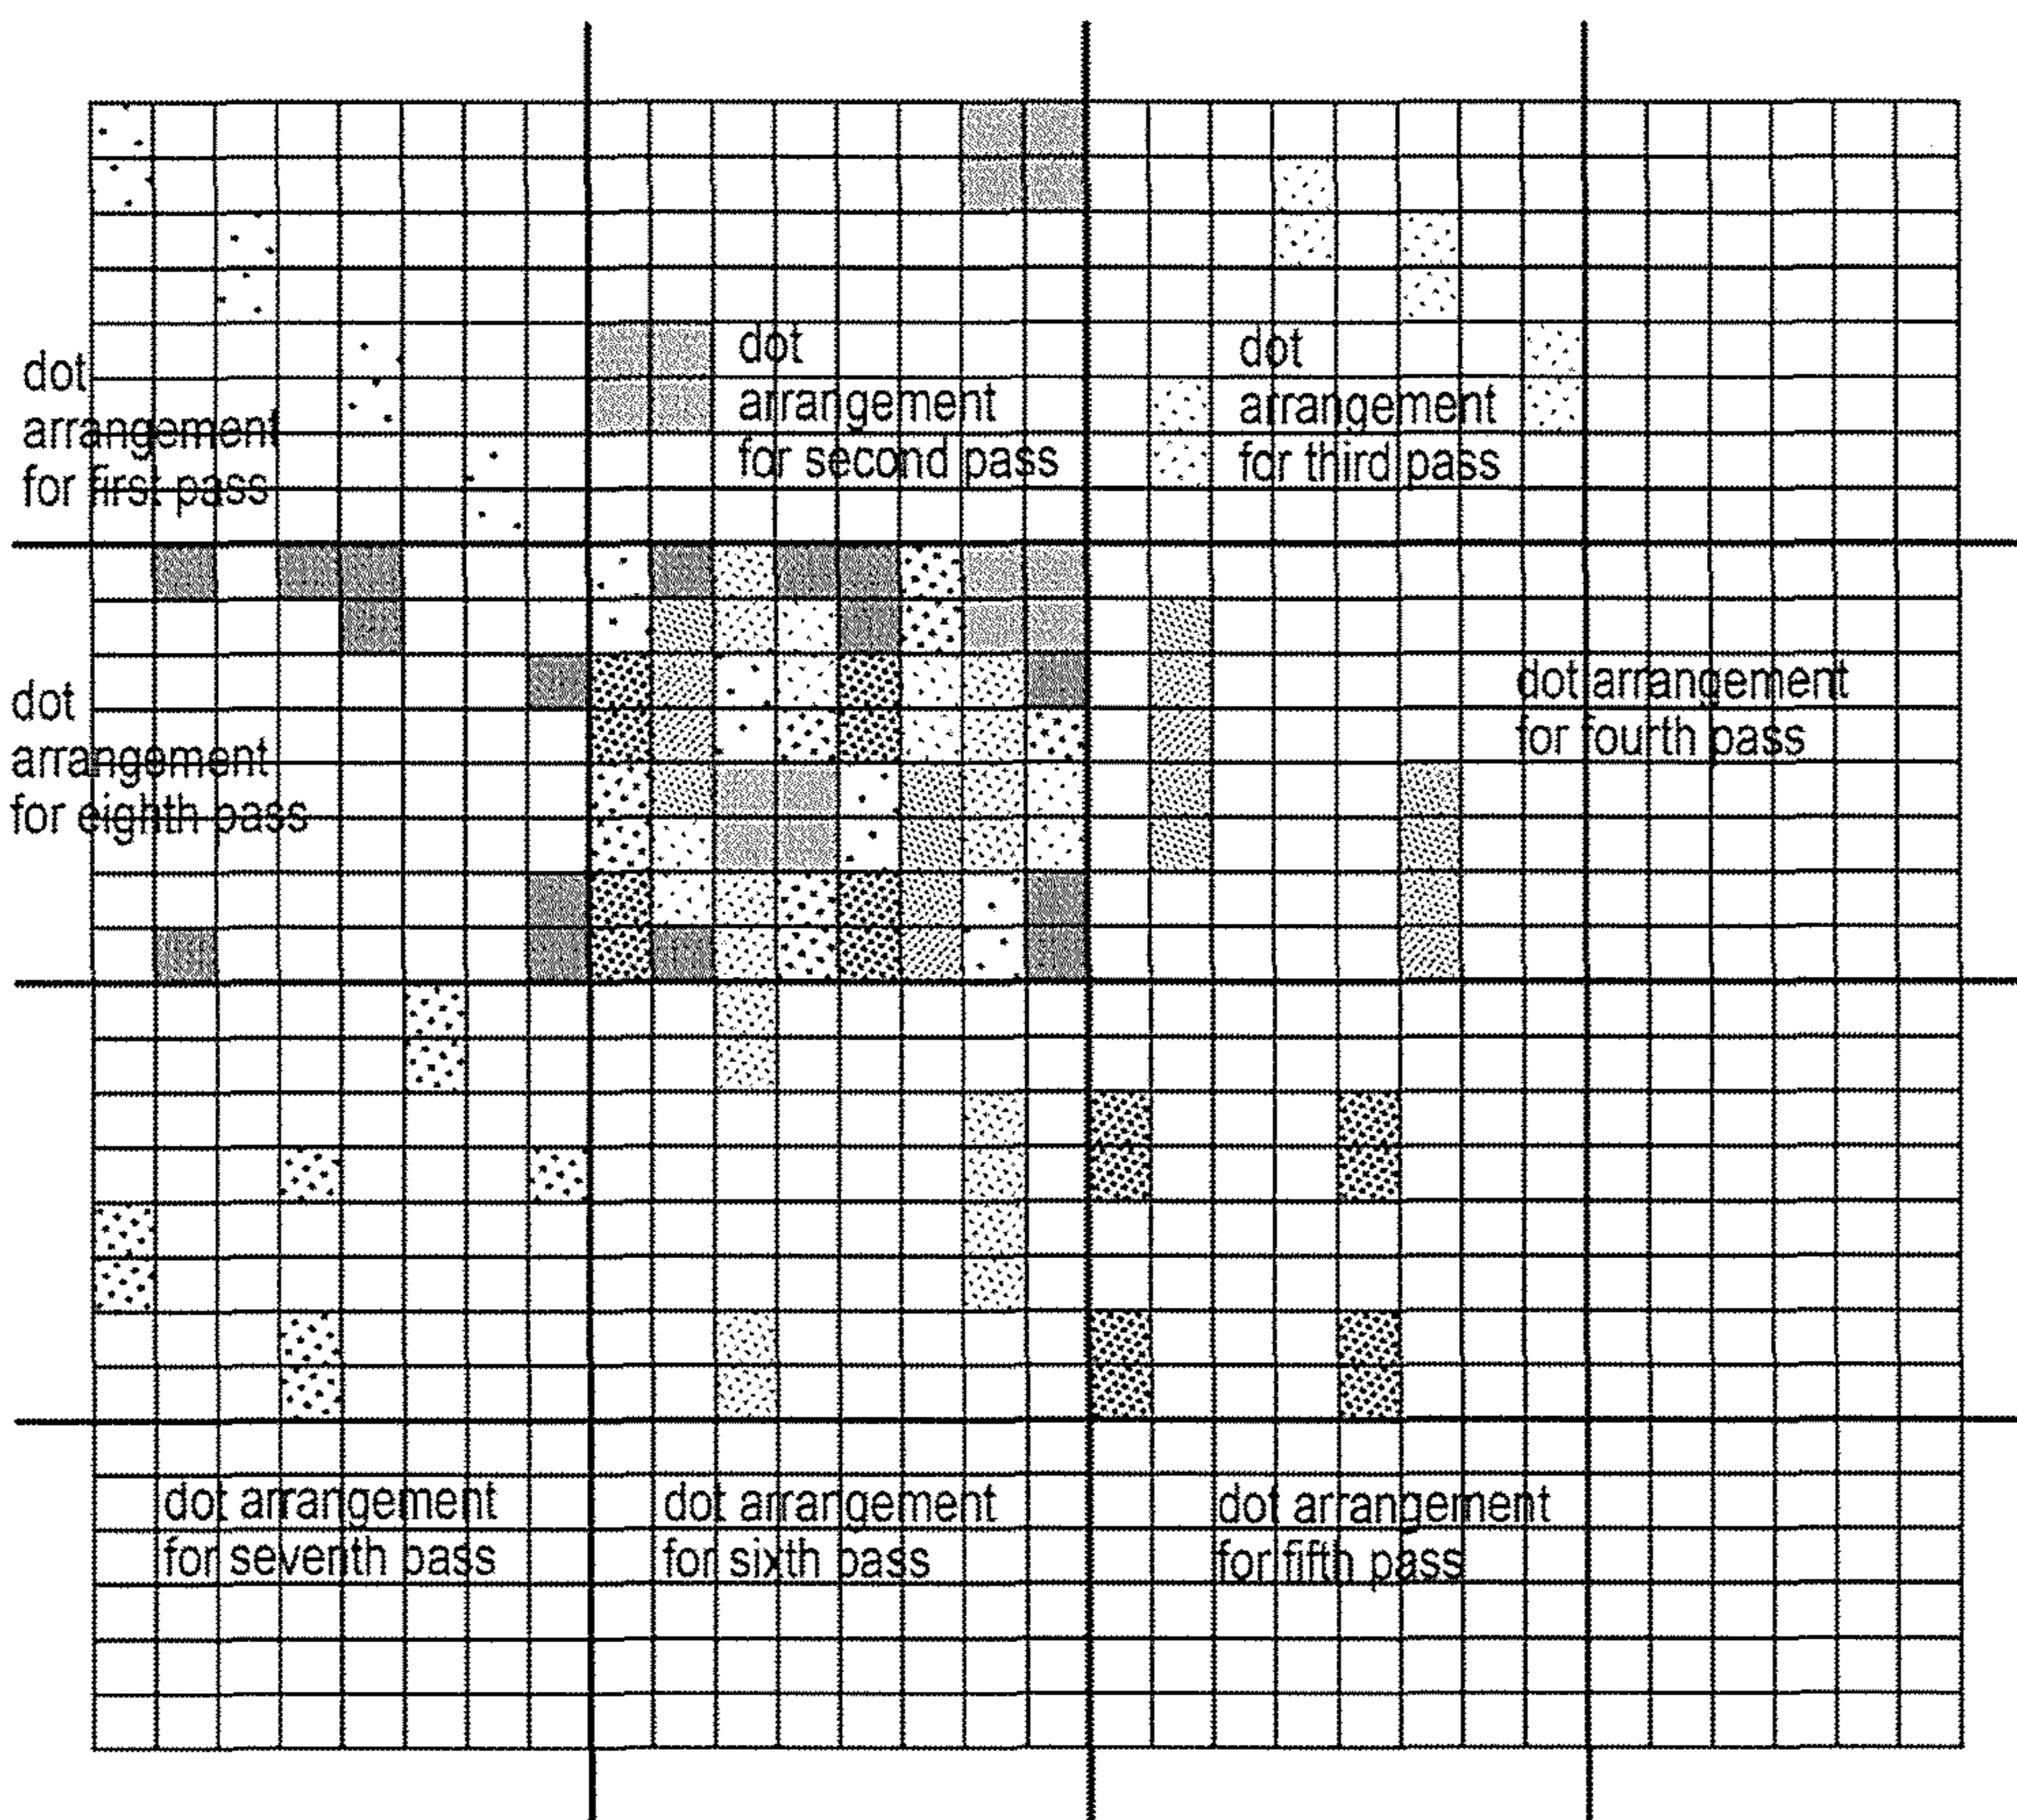 dot
arrangement
for first pass
dot
arrangement
for second pass
dot
arrangement
for third pass
dot
arrangement
for eighth pass
dot arrangement
for fourth pass
dot arrangement
for seventh pass
dot arrangement
for sixth pass
dot arrangement
for fifth pass